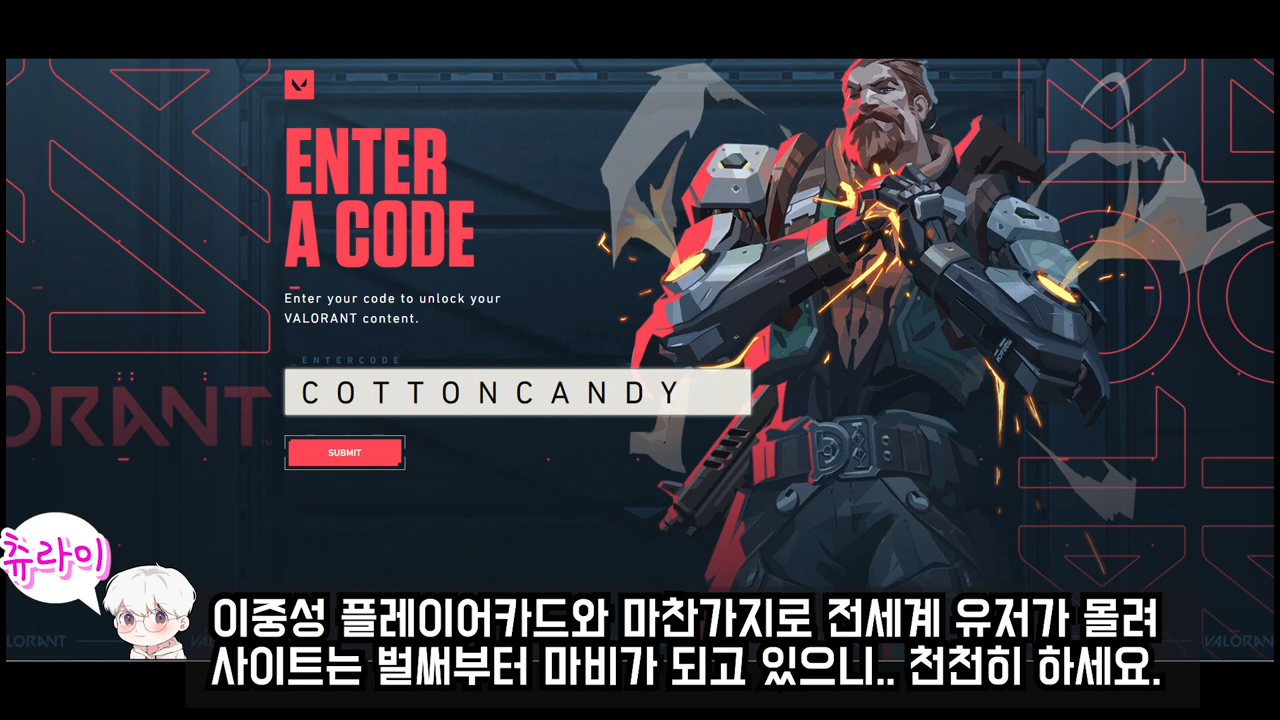 ENTER
A CODE
Enter your code to unlock your
VALORANT content.
ENTERCODE
COTTONCANDY
SUBMIT
ORANT
츄라이
이중성 플레이어카드와 마찬가지로 전세계 유저가 몰려
사이트는 벌써부터 마비가 되고 있으니.. 천천히 하세요.
LORANT
VALORAN